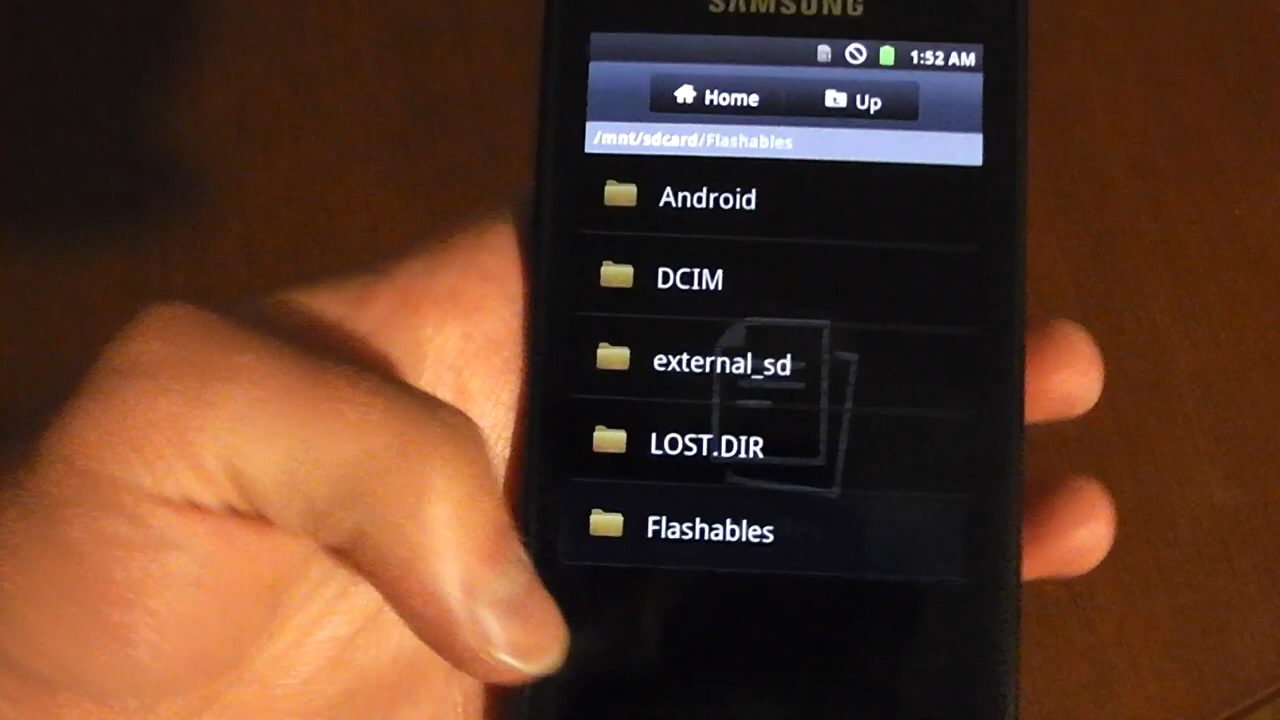 SAMSUNG
1:52 AM
Home Up
/mnt/sdcard/Flashables
Android
DCIM
external_sd
LOST.DIR
Flashables